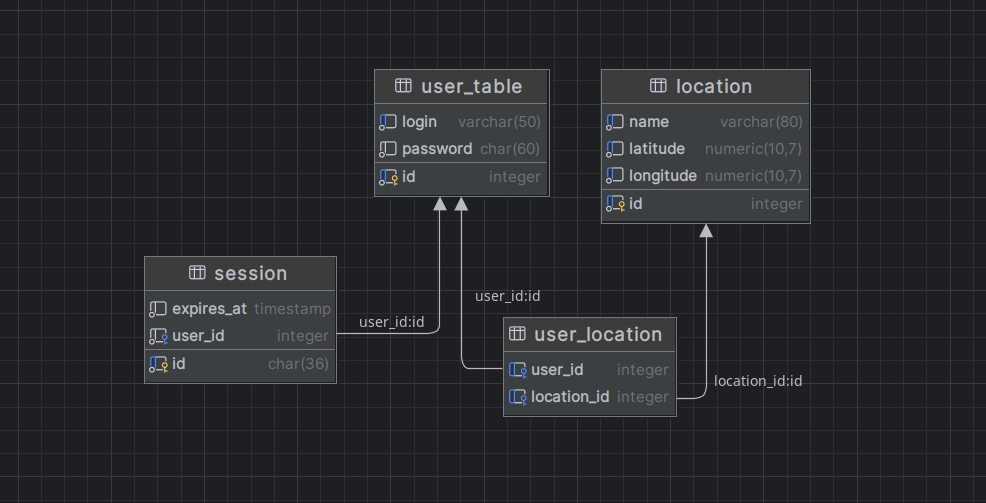 user_table
login varchar(50)
password char(60)
id integer
location
name varchar(80)
latitude numeric(10,7)
longitude numeric(10,7)
id integer
session
expires_at timestamp
user_id integer
id char(36)
user_id:id
user_id:id
user_location
user_id integer
location_id integer
location_id:id